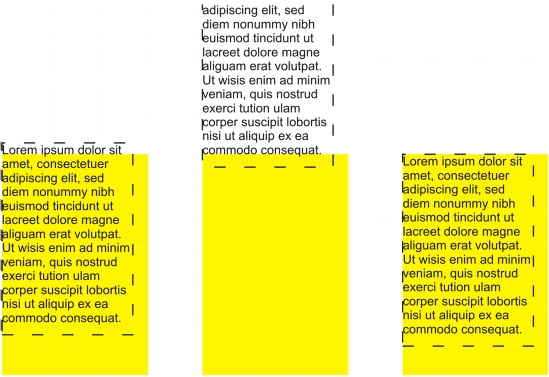 Lorem ipsum dolor sit
amet, consectetuer
adipiscing elit, sed
diem nonummy nibh
euismod tincidunt ut
lacreet dolore magne
aliguam erat volutpat.
Ut wisis enim ad minim
veniam, quis nostrud
exerci tution ulam
corper suscipit lobortis
nisi ut aliquip ex ea
commodo consequat.
adipiscing elit, sed
diem nonummy nibh
euismod tincidunt ut
lacreet dolore magne
aliguam erat volutpat.
Ut wisis enim ad minim
veniam, quis nostrud
exerci tution ulam
corper suscipit lobortis
nisi ut aliquip ex ea
commodo consequat.
Lorem ipsum dolor sit
amet, consectetuer
adipiscing elit, sed
diem nonummy nibh
euismod tincidunt ut
lacreet dolore magne
aliguam erat volutpat.
Ut wisis enim ad minim
veniam, quis nostrud
exerci tution ulam
corper suscipit lobortis
nisi ut aliquip ex ea
commodo consequat.